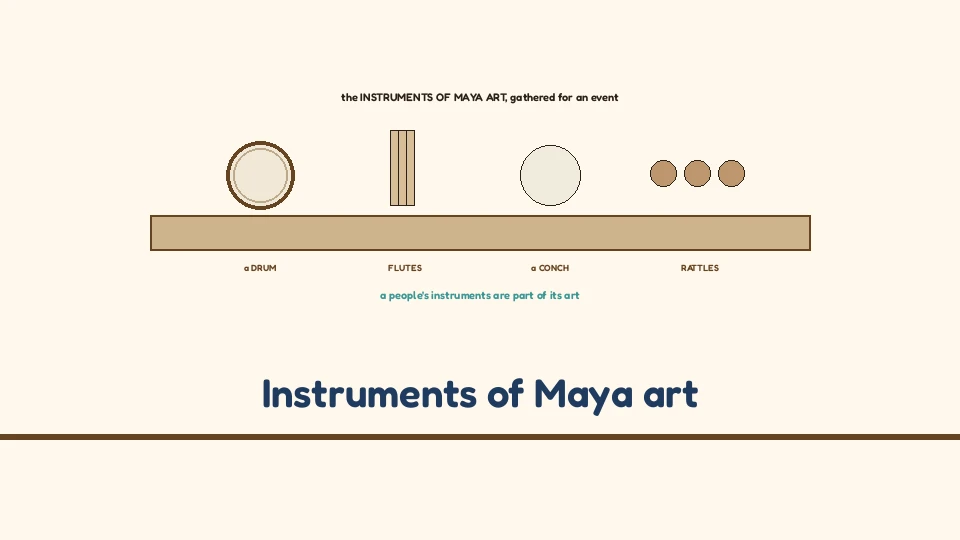 the INSTRUMENTS OF MAYA ART, gathered for an event
a DRUM
FLUTES
a CONCH
RATTLES
a people's instruments are part of its art
Instruments of Maya art